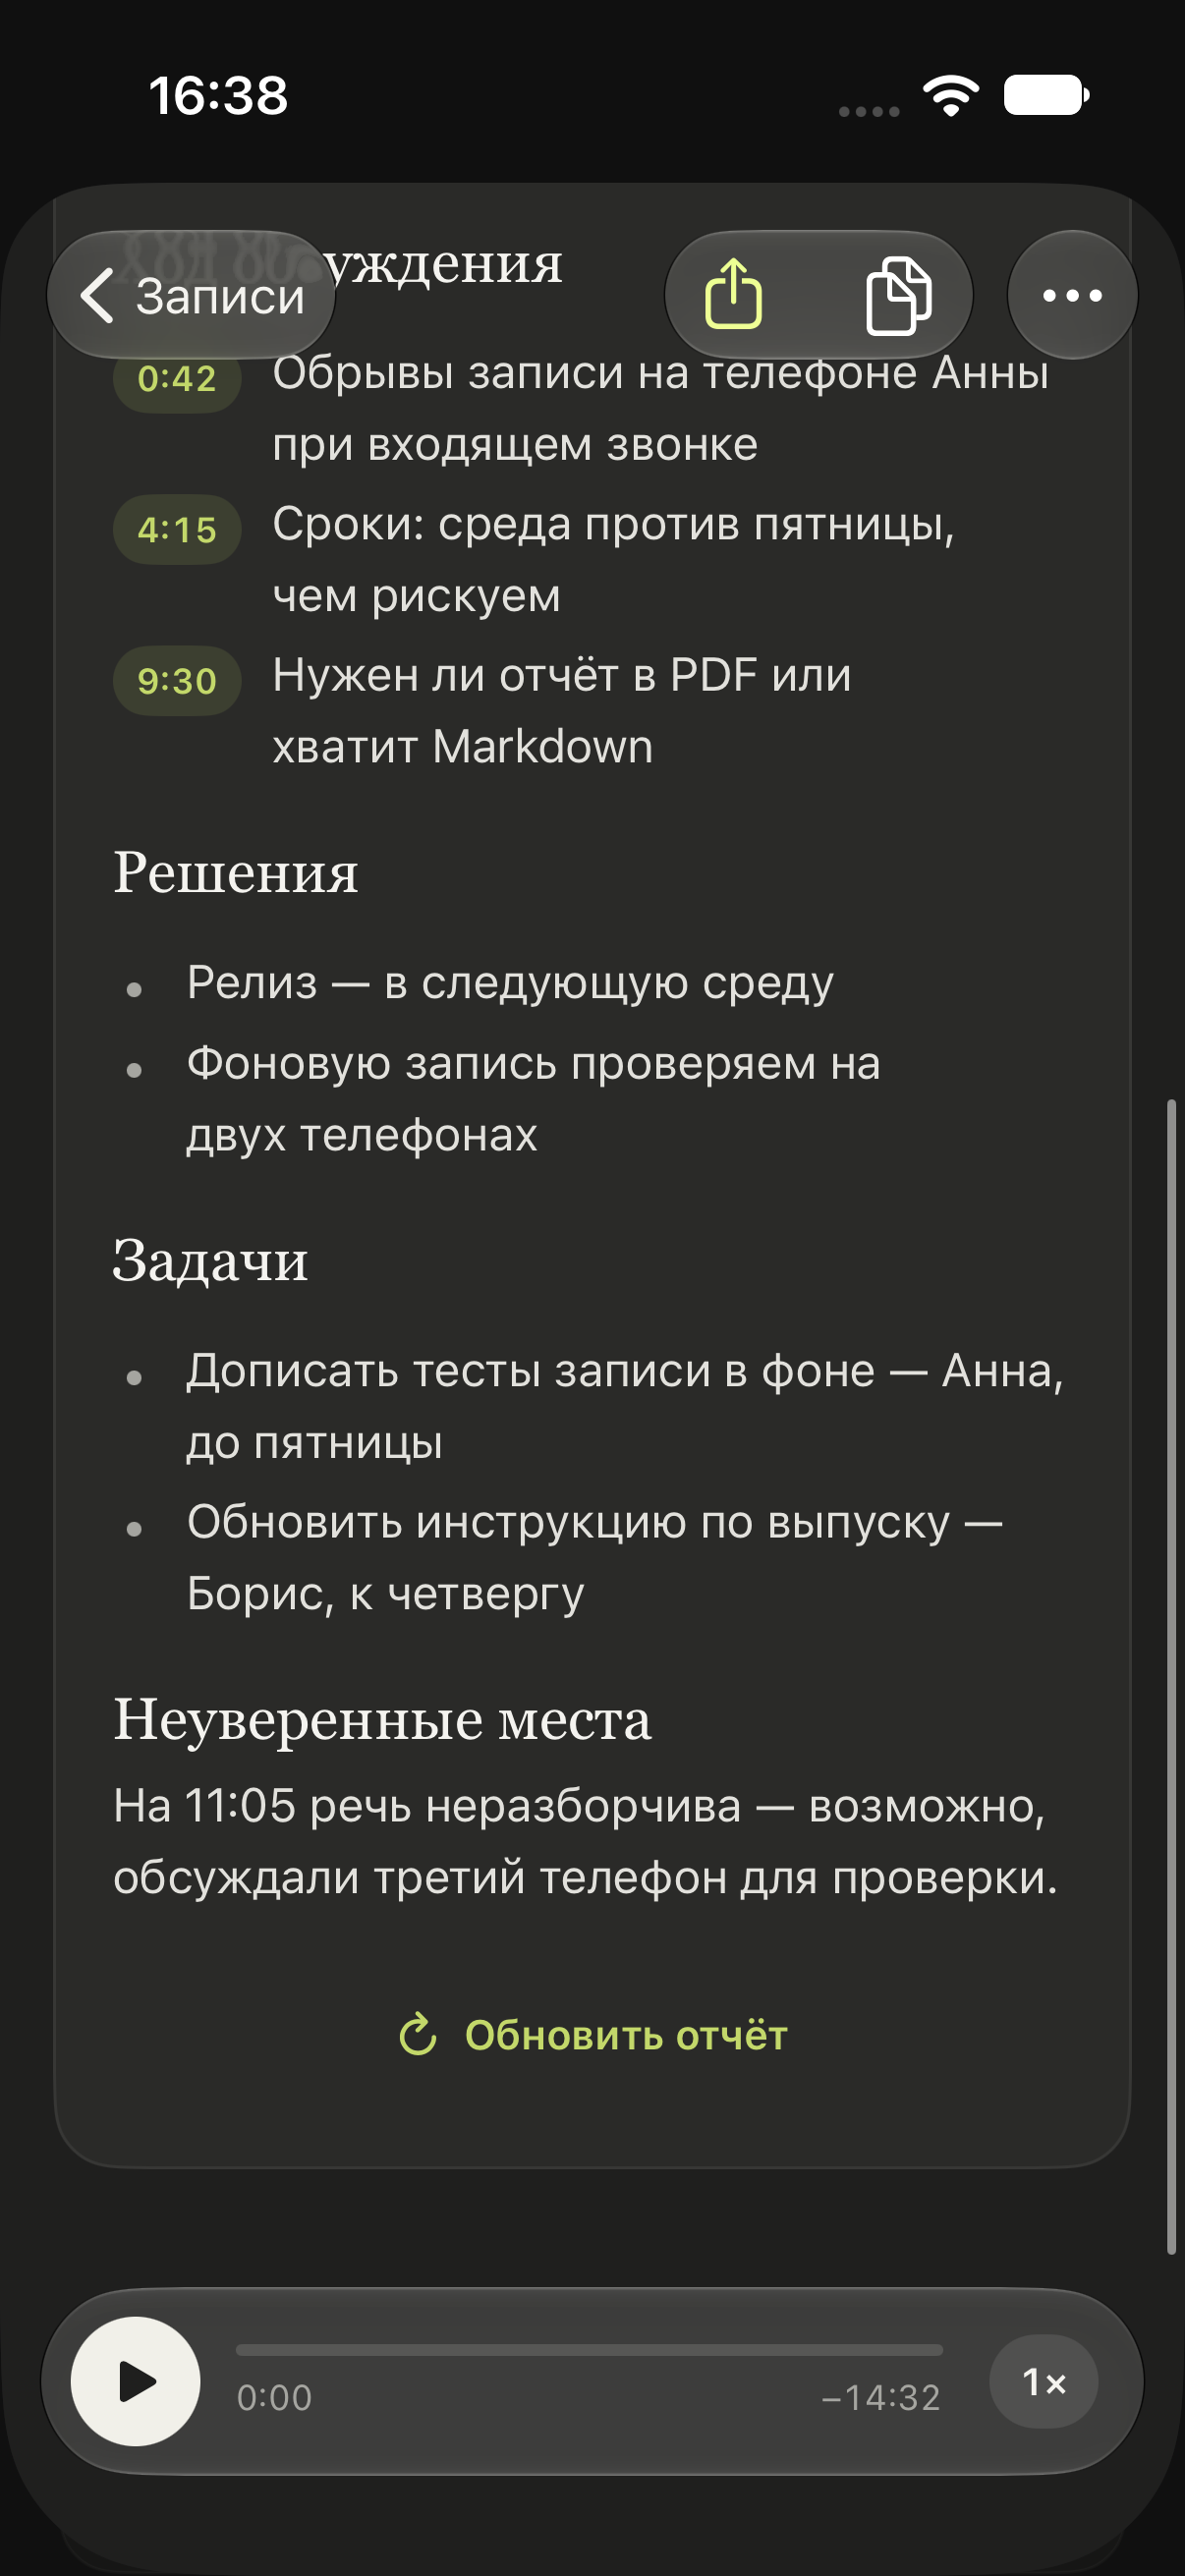 16:38
уждения
Записи
0:42
Обрывы записи на телефоне Анны
при входящем звонке
4:15
Сроки: среда против пятницы,
чем рискуем
9:30
Нужен ли отчёт в PDF или
хватит Markdown
Решения
Релиз — в следующую среду
Фоновую запись проверяем на
двух телефонах
Задачи
Дописать тесты записи в фоне — Анна,
до пятницы
Обновить инструкцию по выпуску —
Борис, к четвергу
Неуверенные места
На 11:05 речь неразборчива — возможно,
обсуждали третий телефон для проверки.
Обновить отчёт
0:00
−14:32
1×